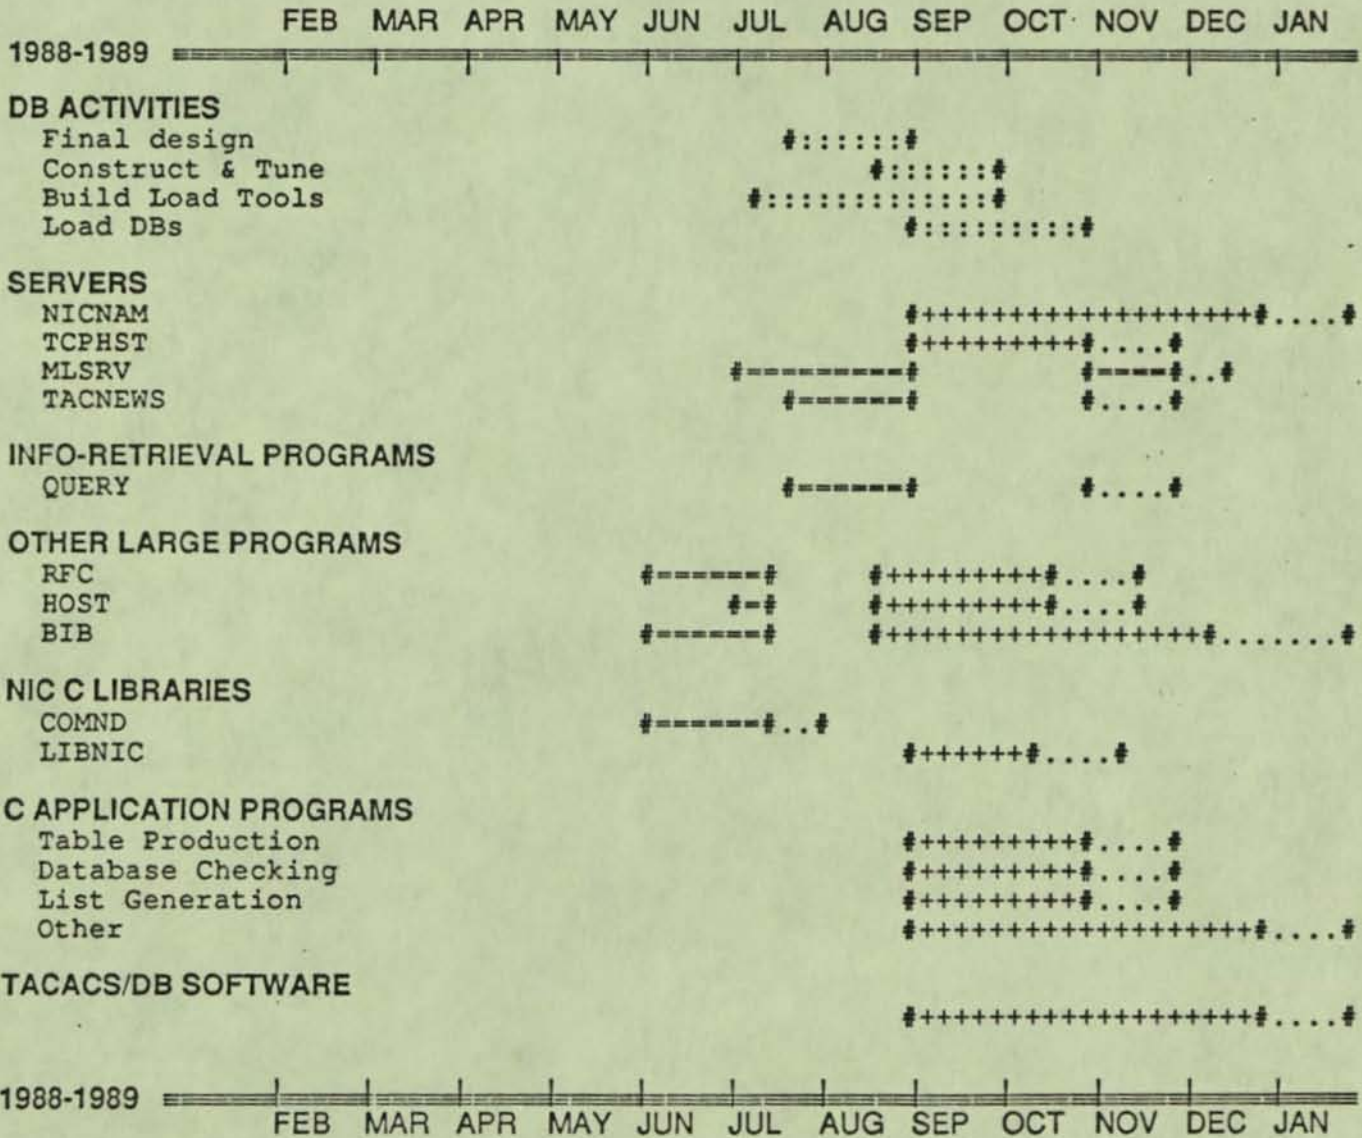 FEB MAR APR MAY JUN JUL AUG SEP OCT NOV DEC JAN
1988-1989
DB ACTIVITIES
Final design #::::::#
Construct & Tune #::::::#
Build Load Tools #:::::::::::::#
Load DBs #:::::::::#
SERVERS
NICNAM #+++++++++++++++++++#....#
TCPHST #+++++++++#....#
MLSRV #=========# #====#..#
TACNEWS #======# #....#
INFO-RETRIEVAL PROGRAMS
QUERY #======# #....#
OTHER LARGE PROGRAMS
RFC #======# #+++++++++#....#
HOST #=# #+++++++++#....#
BIB #======# #++++++++++++++++++#.......#
NIC C LIBRARIES
COMND #======#..#
LIBNIC #++++++#....#
C APPLICATION PROGRAMS
Table Production #+++++++++#....#
Database Checking #+++++++++#....#
List Generation #+++++++++#....#
Other #+++++++++++++++++++#....#
TACACS/DB SOFTWARE
#+++++++++++++++++++#....#
1988-1989
FEB MAR APR MAY JUN JUL AUG SEP OCT NOV DEC JAN